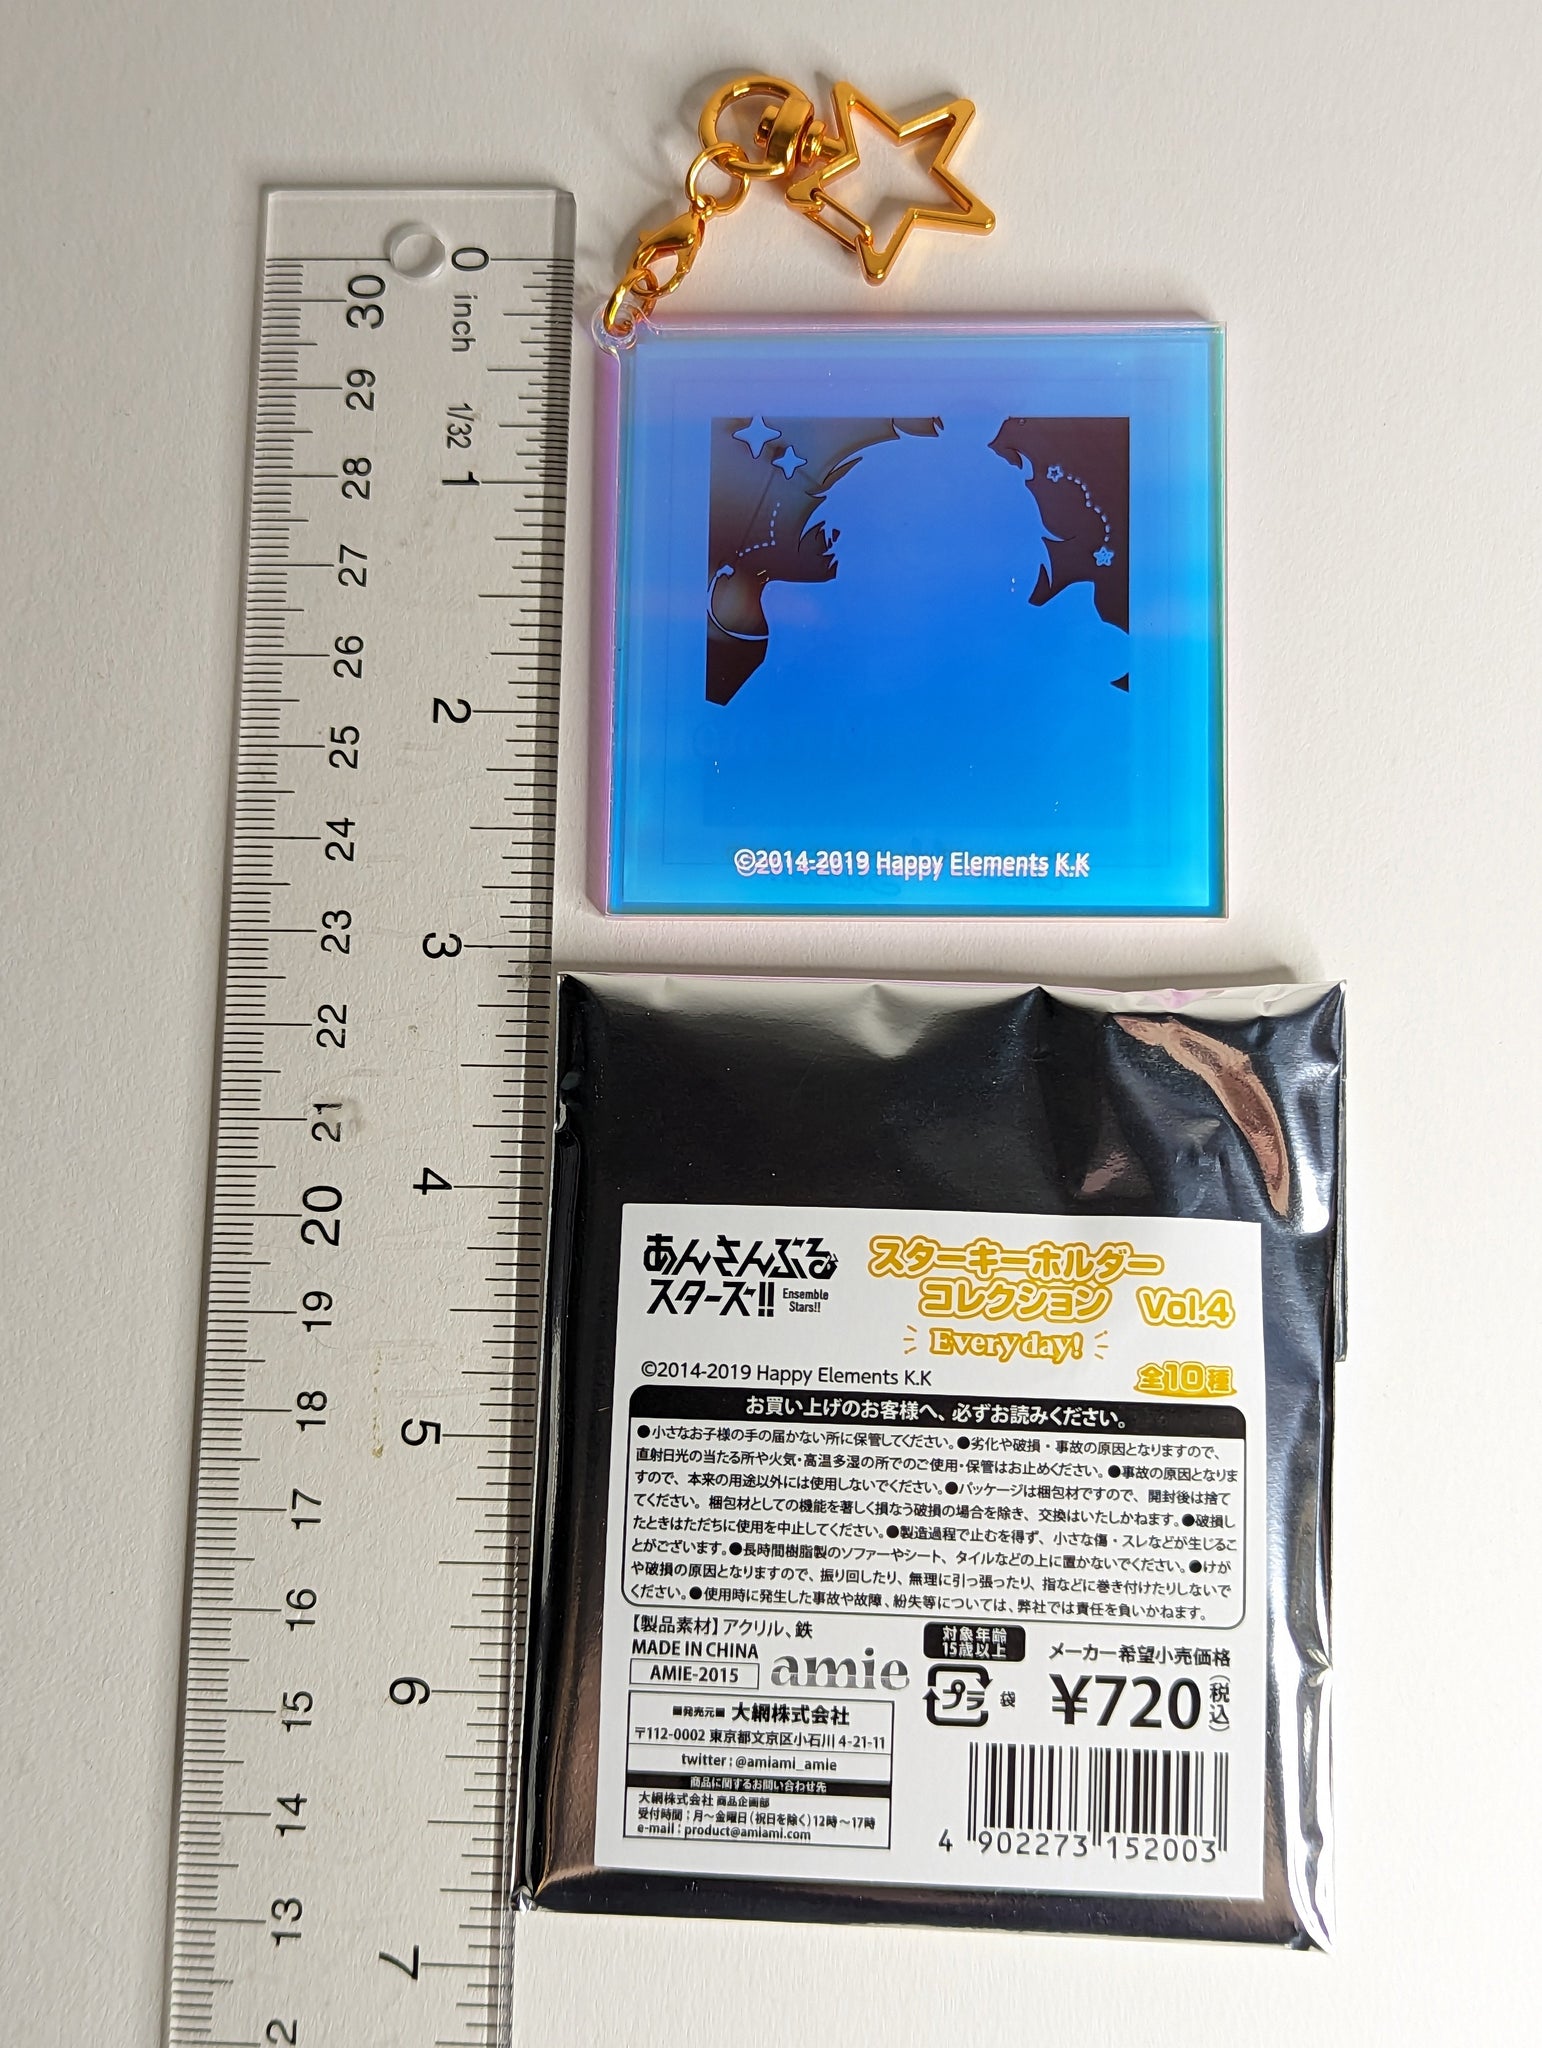 0
inch
1/32
1
2
3
4
5
6
7
30
29
28
27
26
25
24
23
22
21
20
19
18
17
16
15
14
13
2
©2014-2019 Happy Elements K.K
あんさんぶる
スターズ!!
Ensemble
Stars!!
スターキーホルダー
コレクション Vol.4
Every day!
©2014-2019 Happy Elements K.K
全10種
お買い上げのお客様へ、必ずお読みください。
●小さなお子様の手の届かない所に保管してください。●劣化や破損・事故の原因となりますので、
直射日光の当たる所や火気・高温多湿の所でのご使用・保管はお止めください。●事故の原因となりま
すので、本来の用途以外には使用しないでください。●パッケージは梱包材ですので、開封後は捨て
てください。梱包材としての機能を著しく損なう破損の場合を除き、交換はいたしかねます。●破損し
たときはただちに使用を中止してください。●製造過程で止むを得ず、小さな傷・スレなどが生じるこ
とがございます。●長時間樹脂製のソファーやシート、タイルなどの上に置かないでください。●けが
や破損の原因となりますので、振り回したり、無理に引っ張ったり、指などに巻き付けたりしないで
ください。●使用時に発生した事故や故障、紛失等については、弊社では責任を負いかねます。
【製品素材】アクリル、鉄
MADE IN CHINA
AMIE-2015
amie
対象年齢
15歳以上
プラ
袋
メーカー希望小売価格
¥720(税込)
■発売元■ 大網株式会社
〒112-0002 東京都文京区小石川4-21-11
twitter:@amiami_amie
商品に関するお問い合わせ先
大網株式会社 商品企画部
受付時間:月～金曜日(祝日を除く)12時～17時
e-mail:product@amiami.com
4 902273 152003